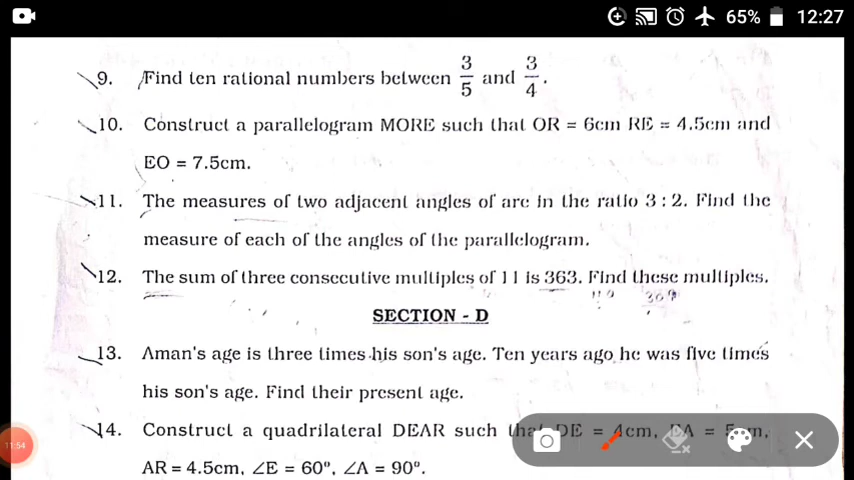 65% 12:27
9. Find ten rational numbers between 3/5 and 3/4.
10. Construct a parallelogram MORE such that OR = 6cm RE = 4.5cm and
EO = 7.5cm.
11. The measures of two adjacent angles of are in the ratio 3 : 2. Find the
measure of each of the angles of the parallelogram.
12. The sum of three consecutive multiples of 11 is 363. Find these multiples.
SECTION - D
13. Aman's age is three times his son's age. Ten years ago he was five times
his son's age. Find their present age.
14. Construct a quadrilateral DEAR such that DE = 4cm, EA = 5cm,
AR = 4.5cm, ∠E = 60°, ∠A = 90°.
11:54